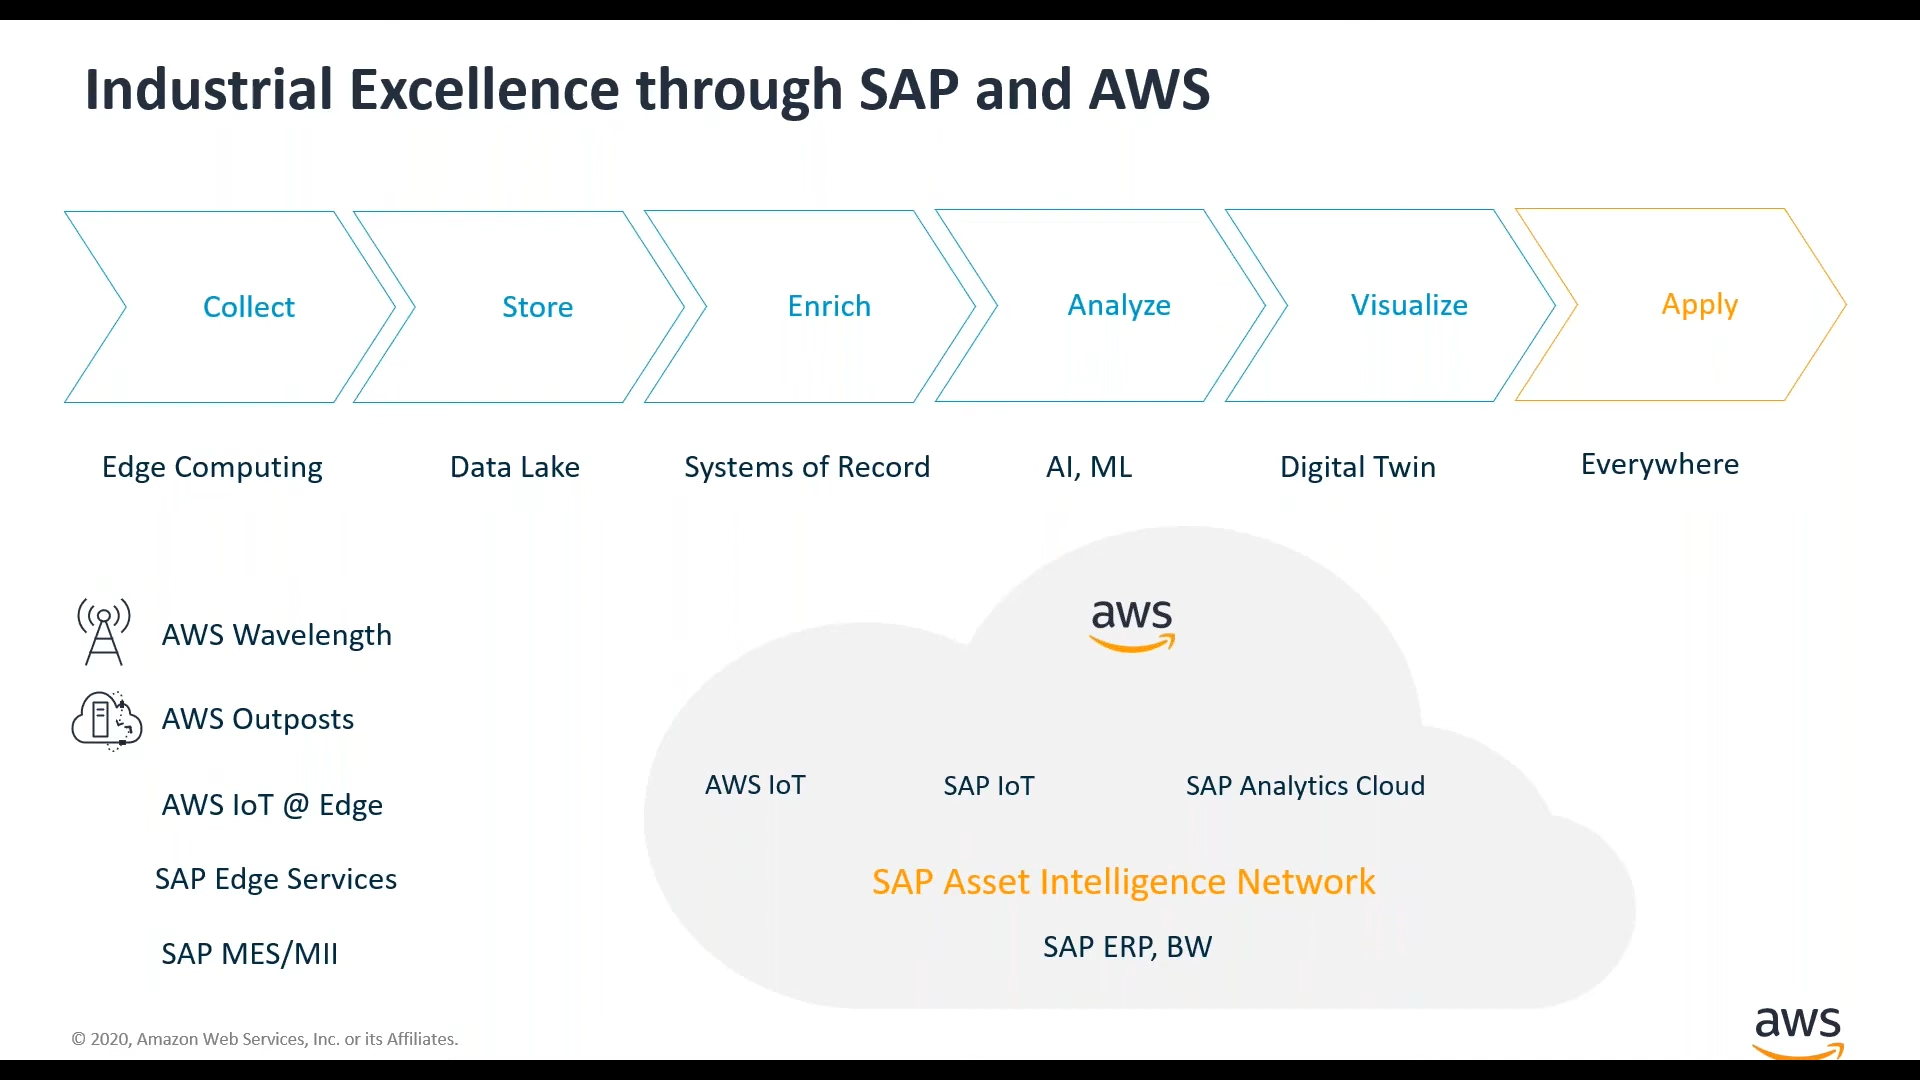 Industrial Excellence through SAP and AWS
Collect
Store
Enrich
Analyze
Visualize
Apply
Edge Computing
Data Lake
Systems of Record
AI, ML
Digital Twin
Everywhere
AWS Wavelength
AWS Outposts
AWS IoT @ Edge
SAP Edge Services
SAP MES/MII
aws
AWS IoT
SAP IoT
SAP Analytics Cloud
SAP Asset Intelligence Network
SAP ERP, BW
© 2020, Amazon Web Services, Inc. or its Affiliates.
aws